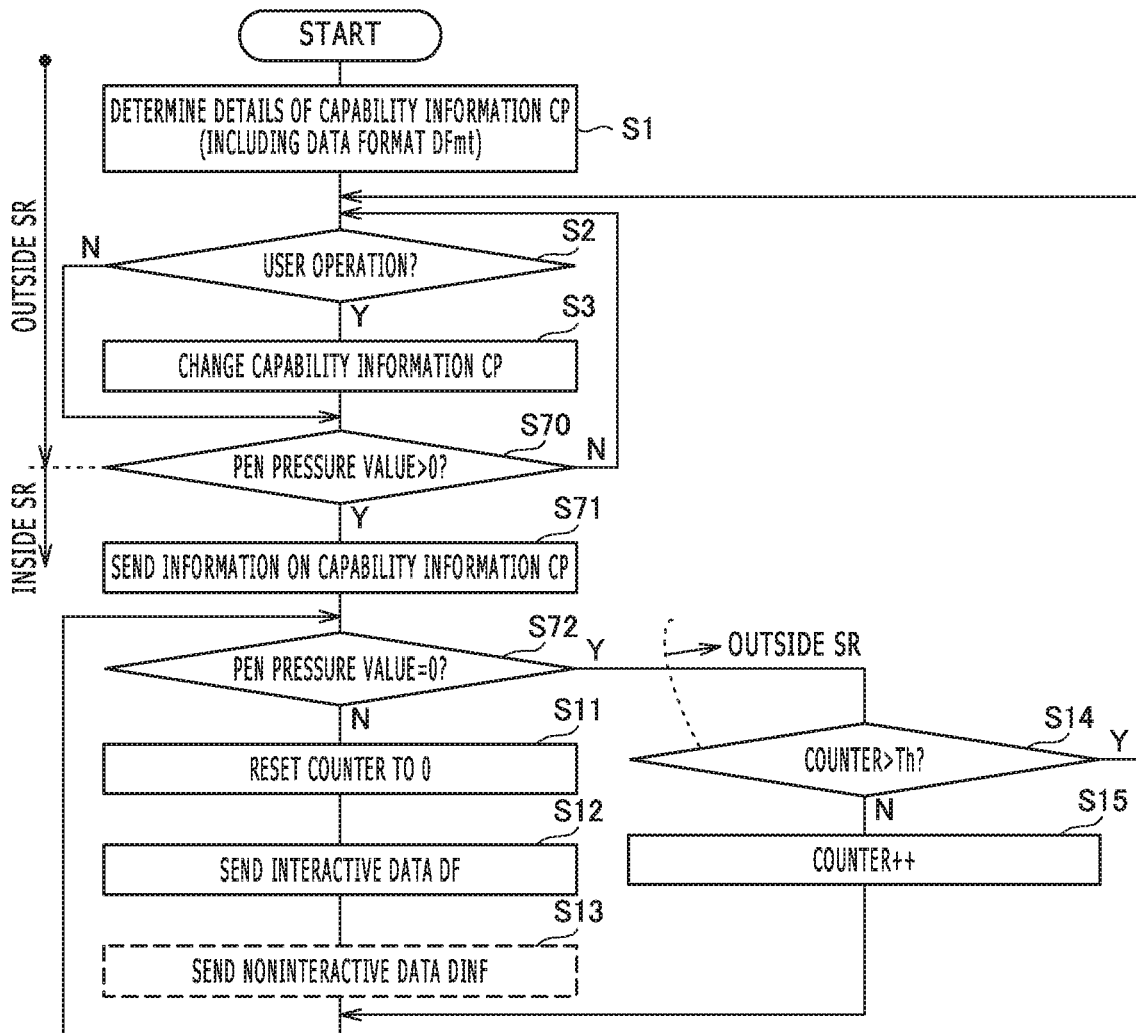 START
DETERMINE DETAILS OF CAPABILITY INFORMATION CP
(INCLUDING DATA FORMAT DFmt)
S1
OUTSIDE SR
N
S2
USER OPERATION?
Y
S3
CHANGE CAPABILITY INFORMATION CP
S70
N
PEN PRESSURE VALUE>0?
INSIDE SR
Y
S71
SEND INFORMATION ON CAPABILITY INFORMATION CP
S72
PEN PRESSURE VALUE=0?
Y
OUTSIDE SR
N
S11
RESET COUNTER TO 0
S14
COUNTER>Th?
Y
N
S12
SEND INTERACTIVE DATA DF
S15
COUNTER++
S13
SEND NONINTERACTIVE DATA DINF